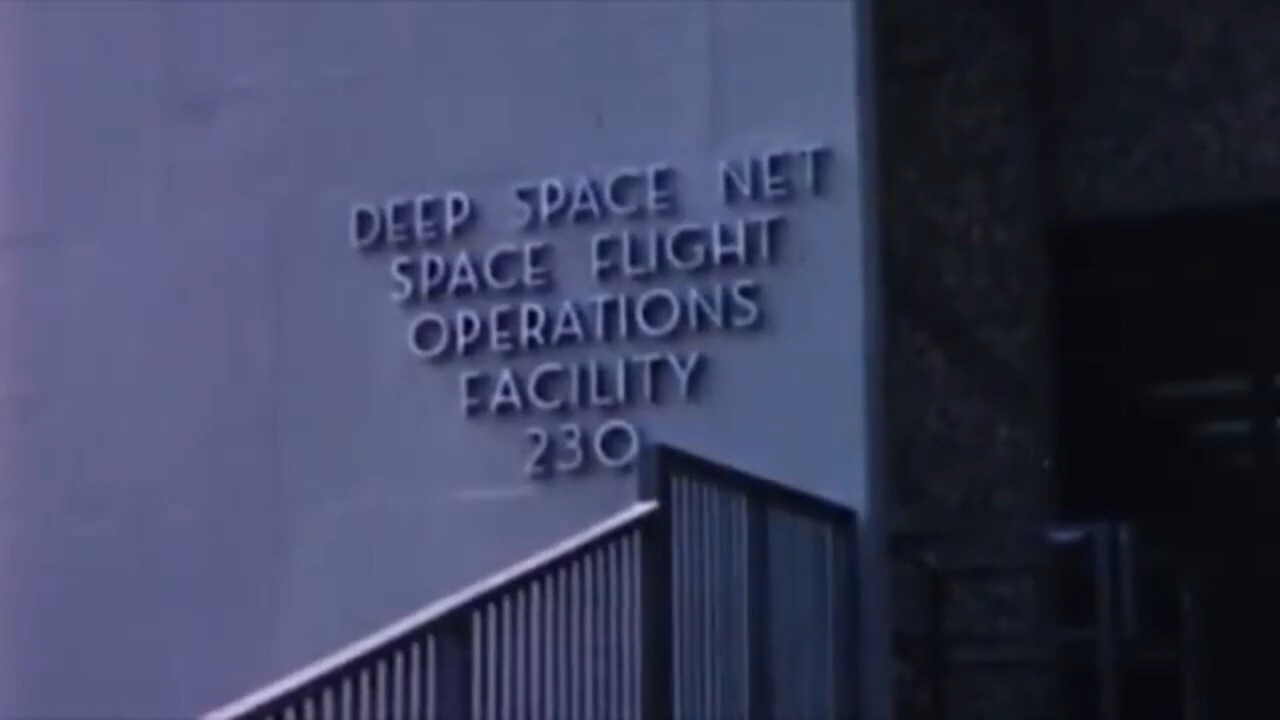 DEEP SPACE NET
SPACE FLIGHT
OPERATIONS
FACILITY
230